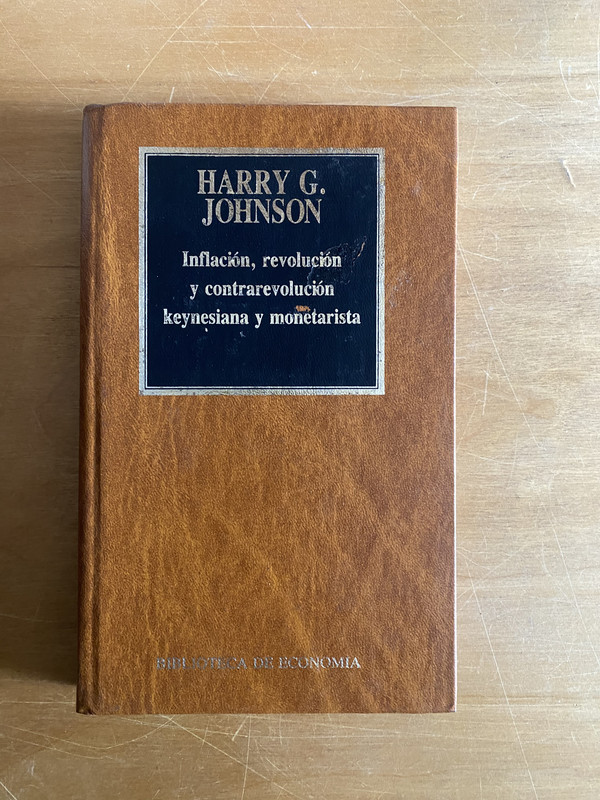 HARRY G.
JOHNSON
Inflación, revolución
y contrarevolución
keynesiana y monetarista
BIBLIOTECA DE ECONOMIA